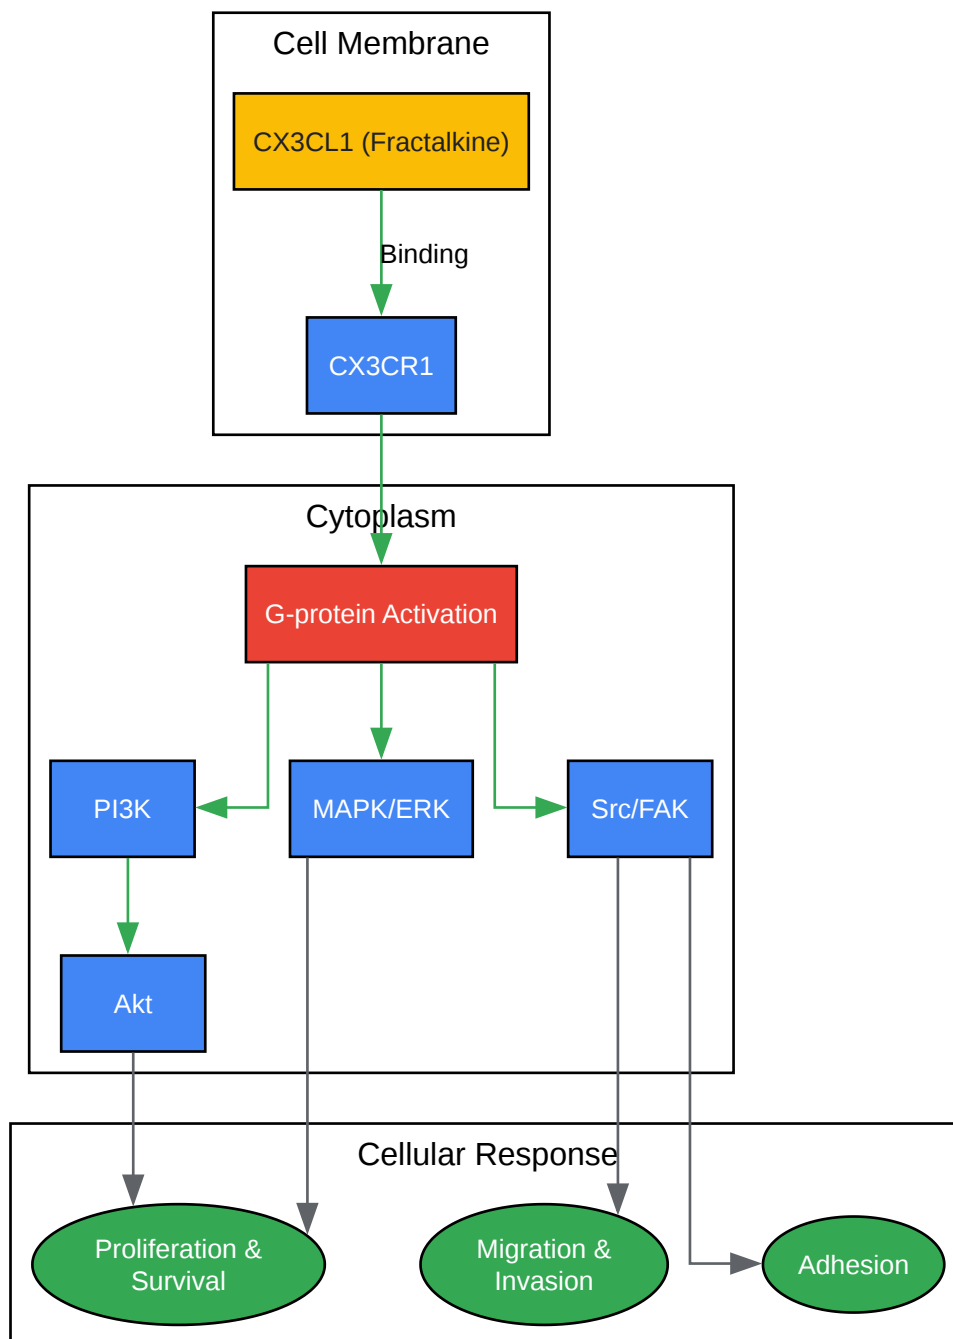 Cell Membrane
CX3CL1 (Fractalkine)
Binding
CX3CR1
Cytoplasm
G-protein Activation
PI3K
MAPK/ERK
Src/FAK
Akt
Cellular Response
Proliferation &
Survival
Migration &
Invasion
Adhesion